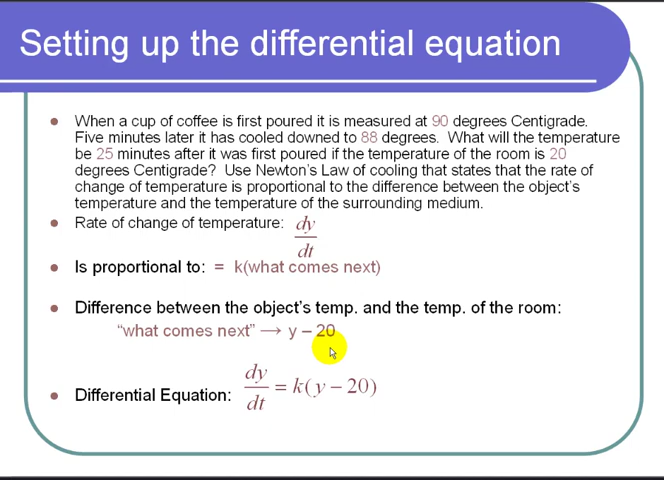 Setting up the differential equation
When a cup of coffee is first poured it is measured at 90 degrees Centigrade.
Five minutes later it has cooled downed to 88 degrees. What will the temperature
be 25 minutes after it was first poured if the temperature of the room is 20
degrees Centigrade? Use Newton's Law of cooling that states that the rate of
change of temperature is proportional to the difference between the object's
temperature and the temperature of the surrounding medium.
Rate of change of temperature: dy/dt
Is proportional to: = k(what comes next)
Difference between the object's temp. and the temp. of the room:
"what comes next" → y – 20
Differential Equation: dy/dt = k(y – 20)